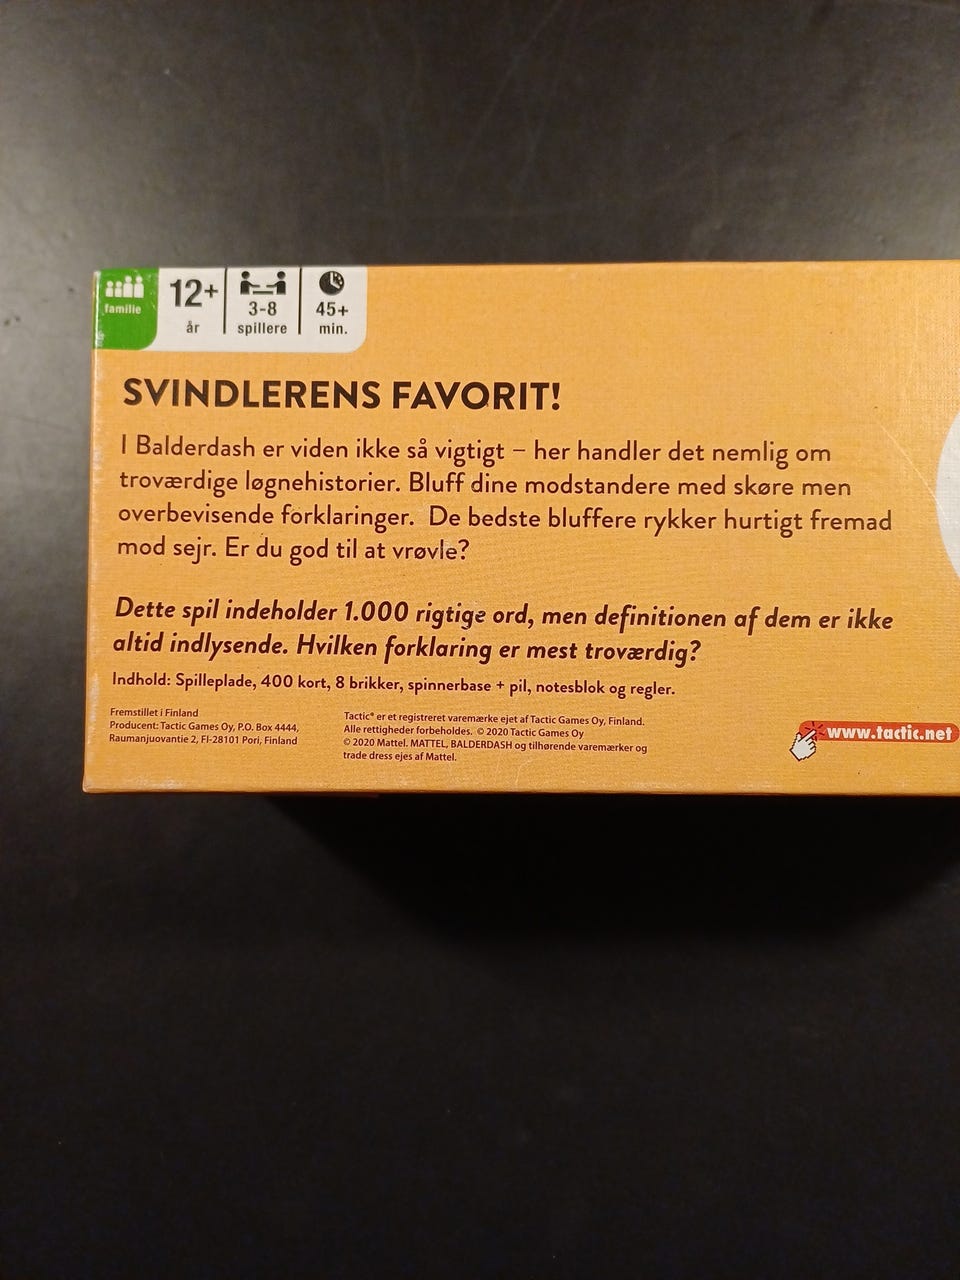 familie
12+
år
3-8
spillere
45+
min.
SVINDLERENS FAVORIT!
I Balderdash er viden ikke så vigtigt – her handler det nemlig om
troværdige løgnehistorier. Bluff dine modstandere med skøre men
overbevisende forklaringer. De bedste bluffere rykker hurtigt fremad
mod sejr. Er du god til at vrøvle?
Dette spil indeholder 1.000 rigtige ord, men definitionen af dem er ikke
altid indlysende. Hvilken forklaring er mest troværdig?
Indhold: Spilleplade, 400 kort, 8 brikker, spinnerbase + pil, notesblok og regler.
Fremstillet i Finland
Producent: Tactic Games Oy, P.O. Box 4444,
Raumanjuovantie 2, FI-28101 Pori, Finland
Tactic® er et registreret varemærke ejet af Tactic Games Oy, Finland.
Alle rettigheder forbeholdes. © 2020 Tactic Games Oy
© 2020 Mattel. MATTEL, BALDERDASH og tilhørende varemærker og
trade dress ejes af Mattel.
www.tactic.net